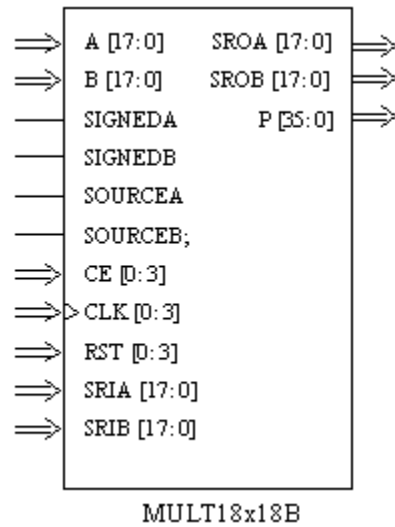 A [17:0] SROA [17:0]
B [17:0] SROB [17:0]
SIGNEDA P [35:0]
SIGNEDB
SOURCEA
SOURCEB;
CE [0:3]
CLK [0:3]
RST [0:3]
SRIA [17:0]
SRIB [17:0]
MULT18x18B